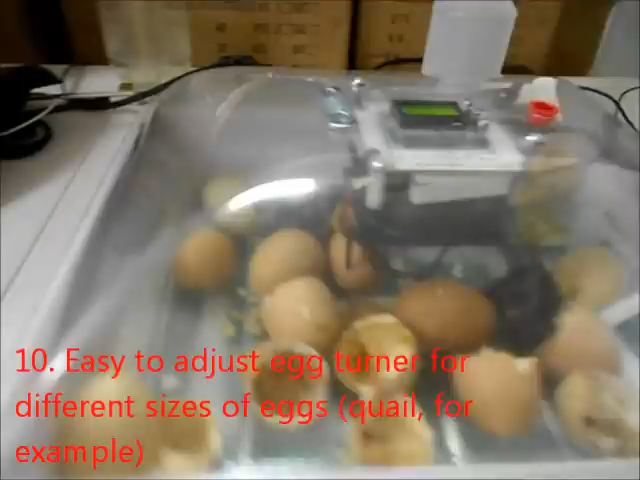 10. Easy to adjust egg turner for
different sizes of eggs (quail, for
example)